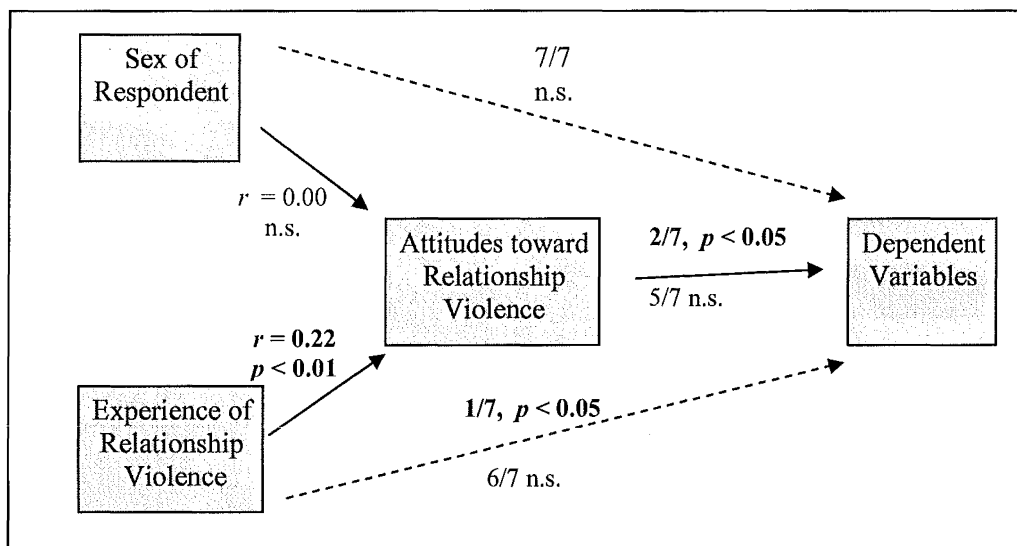 Sex of
Respondent
7/7
n.s.
r = 0.00
n.s.
Attitudes toward
Relationship
Violence
2/7, p < 0.05
5/7 n.s.
Dependent
Variables
r = 0.22
p < 0.01
Experience of
Relationship
Violence
1/7, p < 0.05
6/7 n.s.